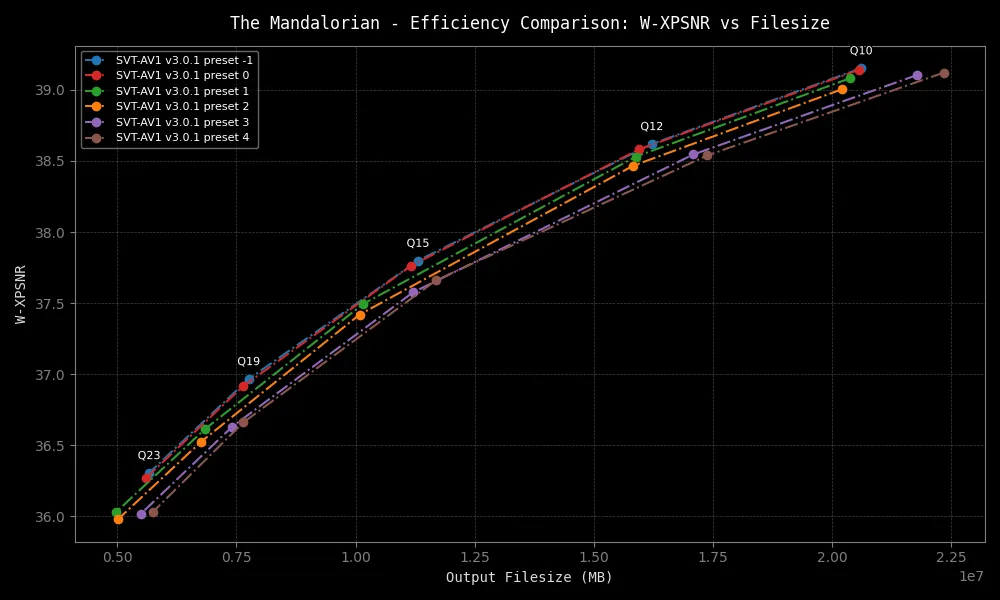 The Mandalorian - Efficiency Comparison: W-XPSNR vs Filesize
SVT-AV1 v3.0.1 preset -1
SVT-AV1 v3.0.1 preset 0
SVT-AV1 v3.0.1 preset 1
SVT-AV1 v3.0.1 preset 2
SVT-AV1 v3.0.1 preset 3
SVT-AV1 v3.0.1 preset 4
Q10
Q12
Q15
Q19
Q23
W-XPSNR
39.0
38.5
38.0
37.5
37.0
36.5
36.0
0.50
0.75
1.00
1.25
1.50
1.75
2.00
2.25
1e7
Output Filesize (MB)